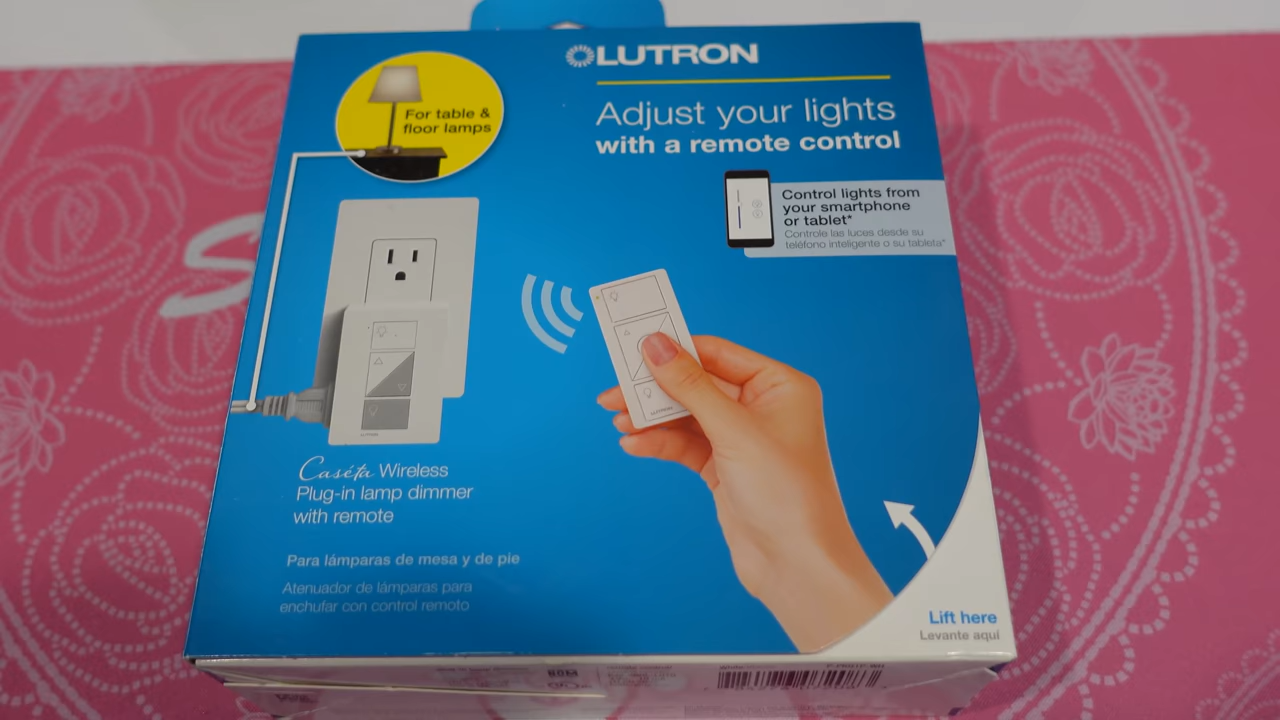 LUTRON
For table &
floor lamps
Adjust your lights
with a remote control
Control lights from
your smartphone
or tablet*
Controle las luces desde su
teléfono inteligente o su tableta*
LUTRON
Caséta Wireless
Plug-in lamp dimmer
with remote
Para lámparas de mesa y de pie
Atenuador de lámparas para
enchufar con control remoto
Lift here
Levante aquí